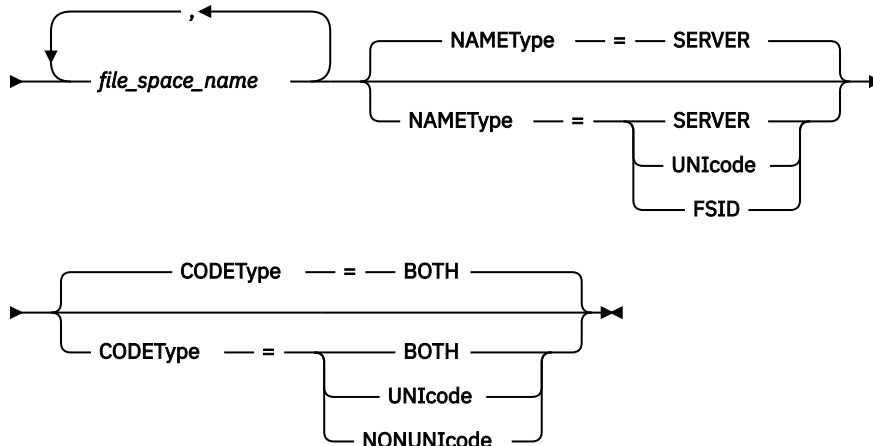 ,
NAMEType = SERVER
file_space_name
NAMEType = SERVER
UNIcode
FSID
CODEType = BOTH
CODEType = BOTH
UNIcode
NONUNIcode